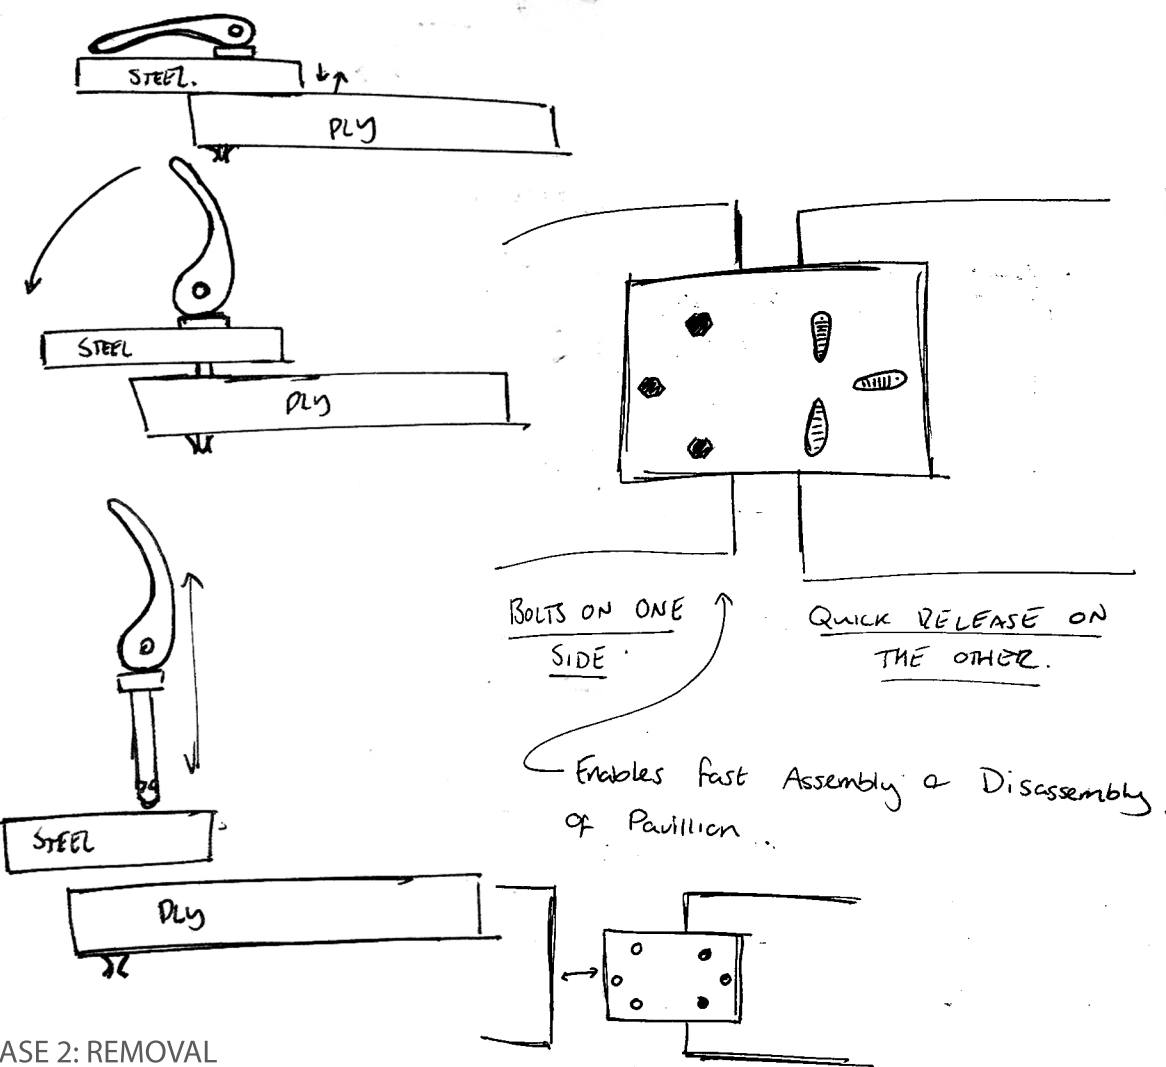 STEEL.
PLY
STEEL
PLY
BOLTS ON ONE
SIDE.
QUICK RELEASE ON
THE OTHER.
Enables fast Assembly & Disassembly.
of Pavillion...
STEEL
PLY
ASE 2: REMOVAL